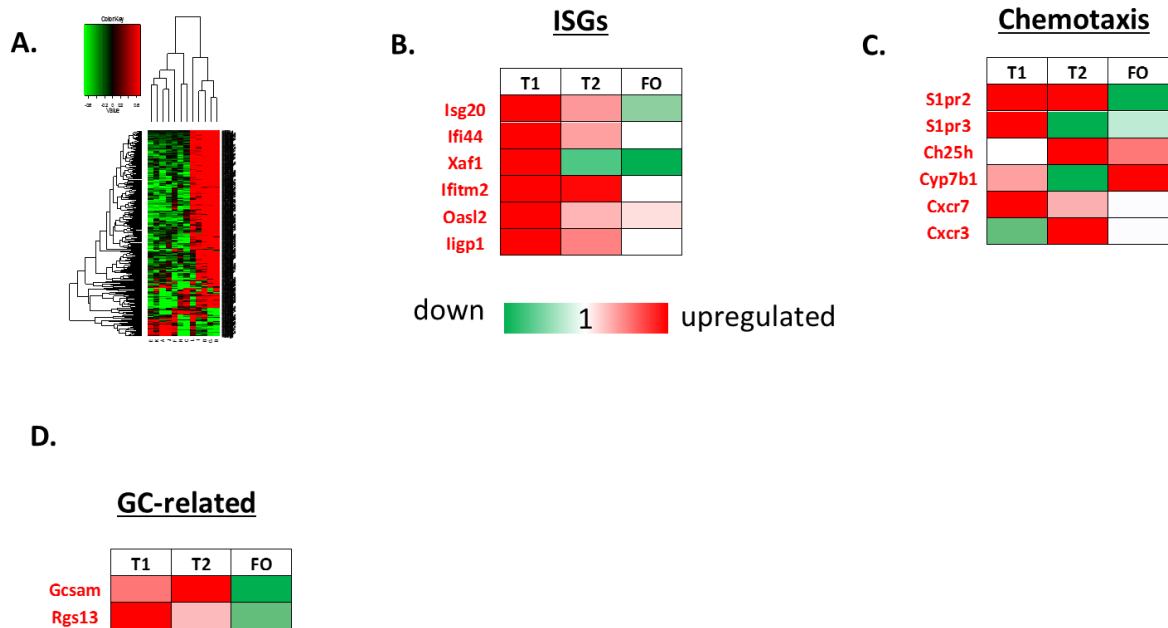 A.
Color Key
Value
B.
ISGs
T1 T2 FO
Isg20
Ifi44
Xaf1
Ifitm2
Oasl2
Iigp1
down 1 upregulated
C.
Chemotaxis
T1 T2 FO
S1pr2
S1pr3
Ch25h
Cyp7b1
Cxcr7
Cxcr3
D.
GC-related
T1 T2 FO
Gcsam
Rgs13